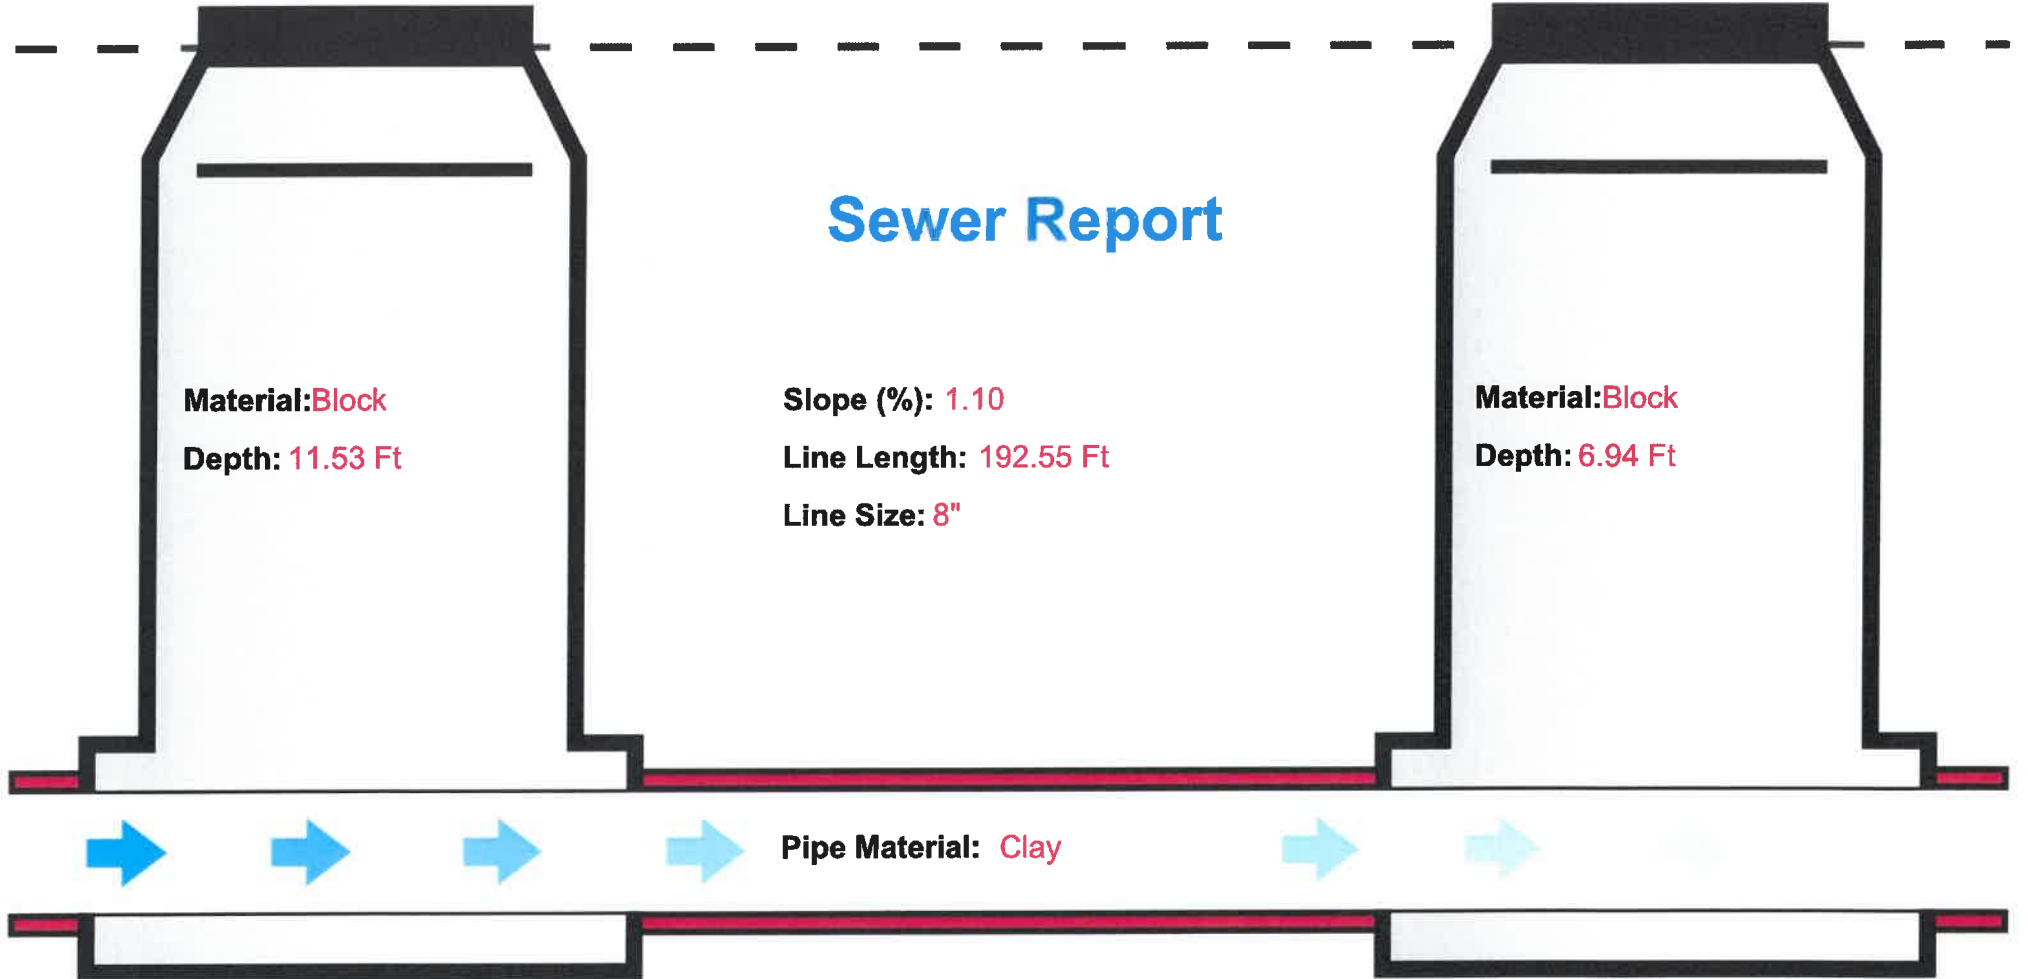 Sewer Report
Material:Block
Depth: 11.53 Ft
Slope (%): 1.10
Line Length: 192.55 Ft
Line Size: 8"
Material:Block
Depth: 6.94 Ft
Pipe Material: Clay